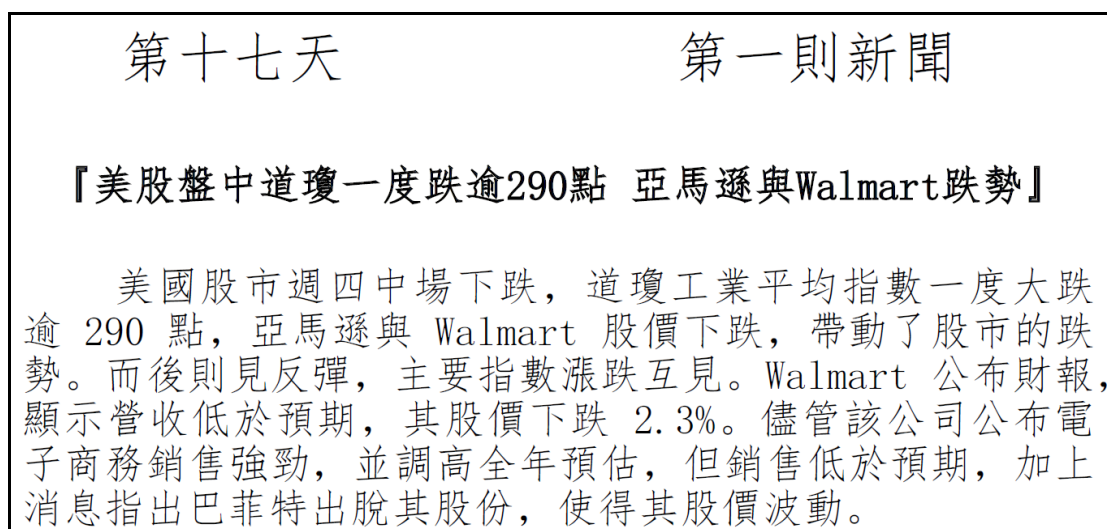 第十七天 第一則新聞
『美股盤中道瓊一度跌逾290點 亞馬遜與Walmart跌勢』
美國股市週四中場下跌，道瓊工業平均指數一度大跌
逾 290 點，亞馬遜與 Walmart 股價下跌，帶動了股市的跌
勢。而後則見反彈，主要指數漲跌互見。Walmart 公布財報，
顯示營收低於預期，其股價下跌 2.3%。儘管該公司公布電
子商務銷售強勁，並調高全年預估，但銷售低於預期，加上
消息指出巴菲特出脫其股份，使得其股價波動。